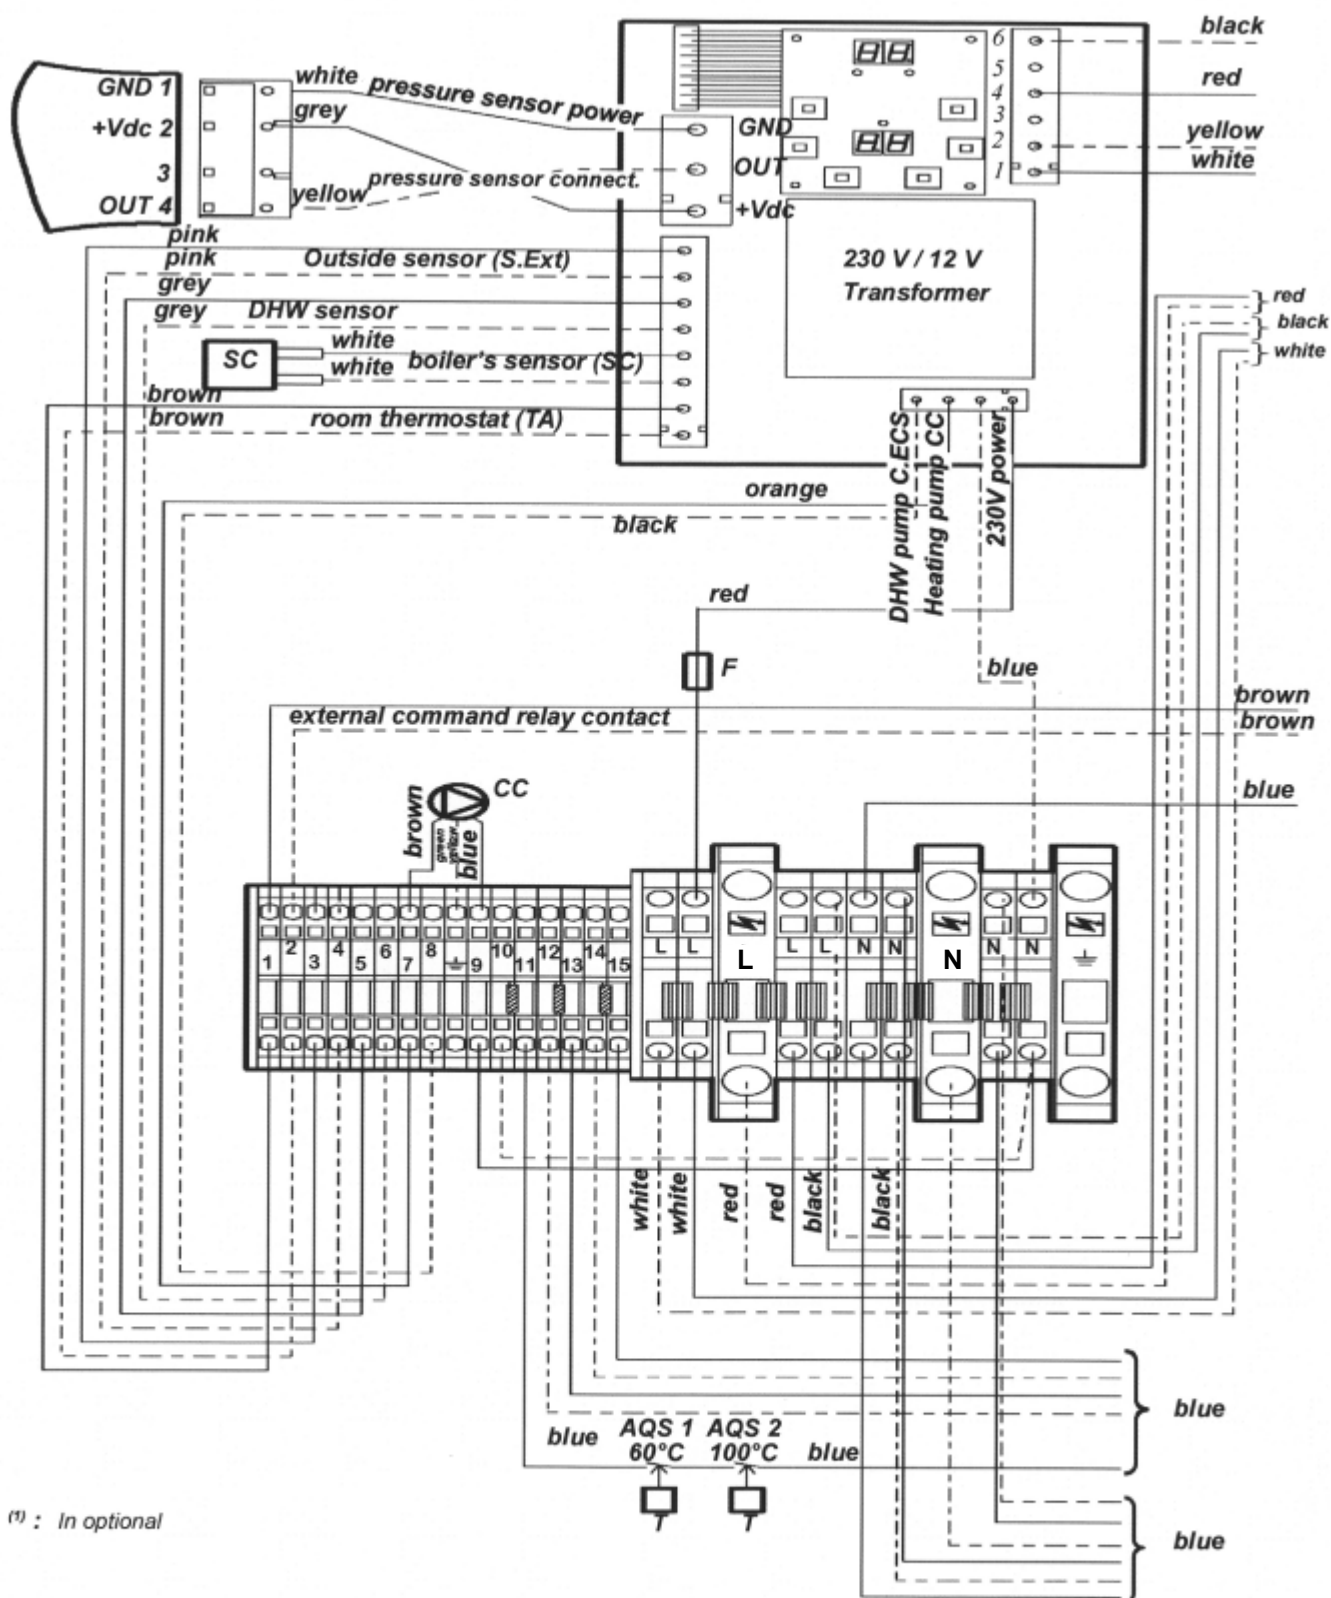 black
6
5
red
4
3
yellow
2
white
1
GND 1
+Vdc 2
3
OUT 4
white
pressure sensor power
grey
pressure sensor connect.
yellow
GND
OUT
+Vdc
pink
pink
Outside sensor (S.Ext)
grey
grey
DHW sensor
SC
white
white
boiler's sensor (SC)
brown
brown
room thermostat (TA)
230 V / 12 V
Transformer
red
black
white
DHW pump C.ECS
Heating pump CC
230V power
orange
black
red
F
blue
brown
brown
external command relay contact
blue
CC
brown
green
yellow
blue
1
2
3
4
5
6
7
8
9
10
11
12
13
14
15
L
L
L
L
L
N
N
N
N
N
white
white
red
red
black
black
blue
AQS 1
60°C
AQS 2
100°C
blue
T
T
blue
blue
(1) : In optional